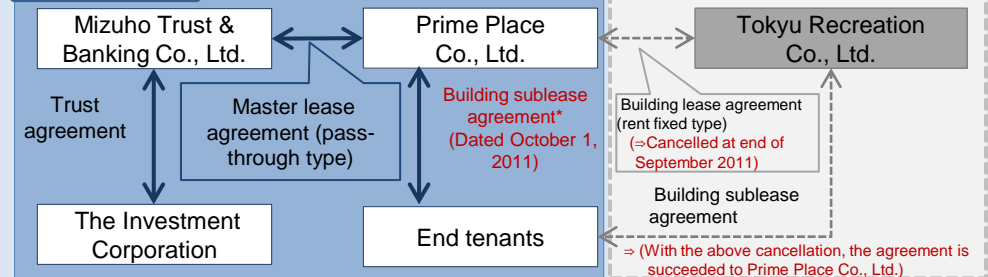 Mizuho Trust &
Banking Co., Ltd.
Prime Place
Co., Ltd.
Tokyu Recreation
Co., Ltd.
Trust
agreement
Master lease
agreement (pass-
through type)
Building sublease
agreement*
(Dated October 1,
2011)
Building lease agreement
(rent fixed type)
(⇒Cancelled at end of
September 2011)
Building sublease
agreement
The Investment
Corporation
End tenants
⇒ (With the above cancellation, the agreement is
succeeded to Prime Place Co., Ltd.)